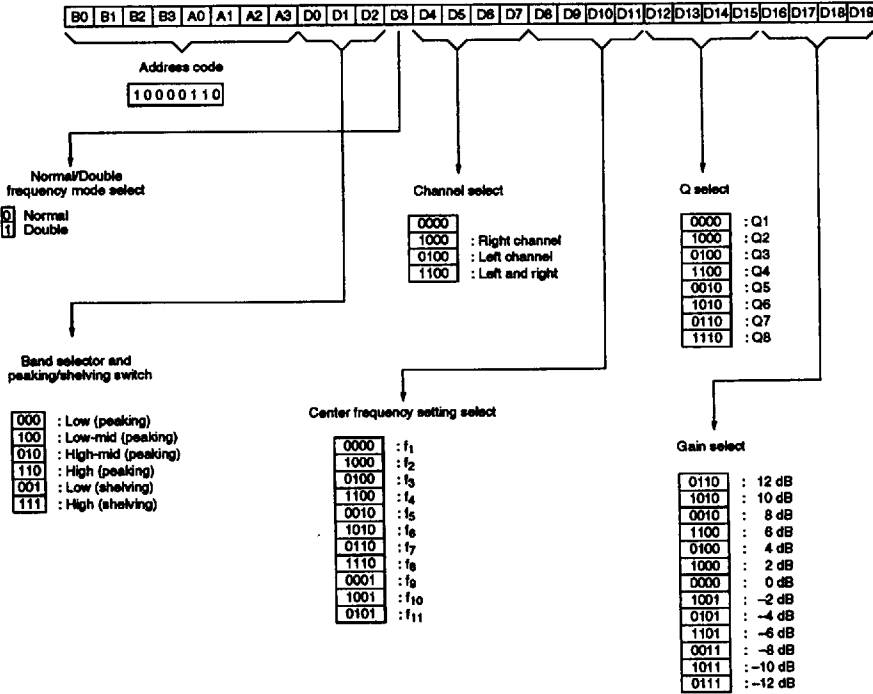 B0 B1 B2 B3 A0 A1 A2 A3 D0 D1 D2 D3 D4 D5 D6 D7 D8 D9 D10 D11 D12 D13 D14 D15 D16 D17 D18 D19
Address code
10000110
Normal/Double
frequency mode select
0 Normal
1 Double
Channel select
0000
1000 : Right channel
0100 : Left channel
1100 : Left and right
Q select
0000 : Q1
1000 : Q2
0100 : Q3
1100 : Q4
0010 : Q5
1010 : Q6
0110 : Q7
1110 : Q8
Band selector and
peaking/shelving switch
000 : Low (peaking)
100 : Low-mid (peaking)
010 : High-mid (peaking)
110 : High (peaking)
001 : Low (shelving)
111 : High (shelving)
Center frequency setting select
0000 : f1
1000 : f2
0100 : f3
1100 : f4
0010 : f5
1010 : f6
0110 : f7
1110 : f8
0001 : f9
1001 : f10
0101 : f11
Gain select
0110 : 12 dB
1010 : 10 dB
0010 : 8 dB
1100 : 6 dB
0100 : 4 dB
1000 : 2 dB
0000 : 0 dB
1001 : –2 dB
0101 : –4 dB
1101 : –6 dB
0011 : –8 dB
1011 : –10 dB
0111 : –12 dB